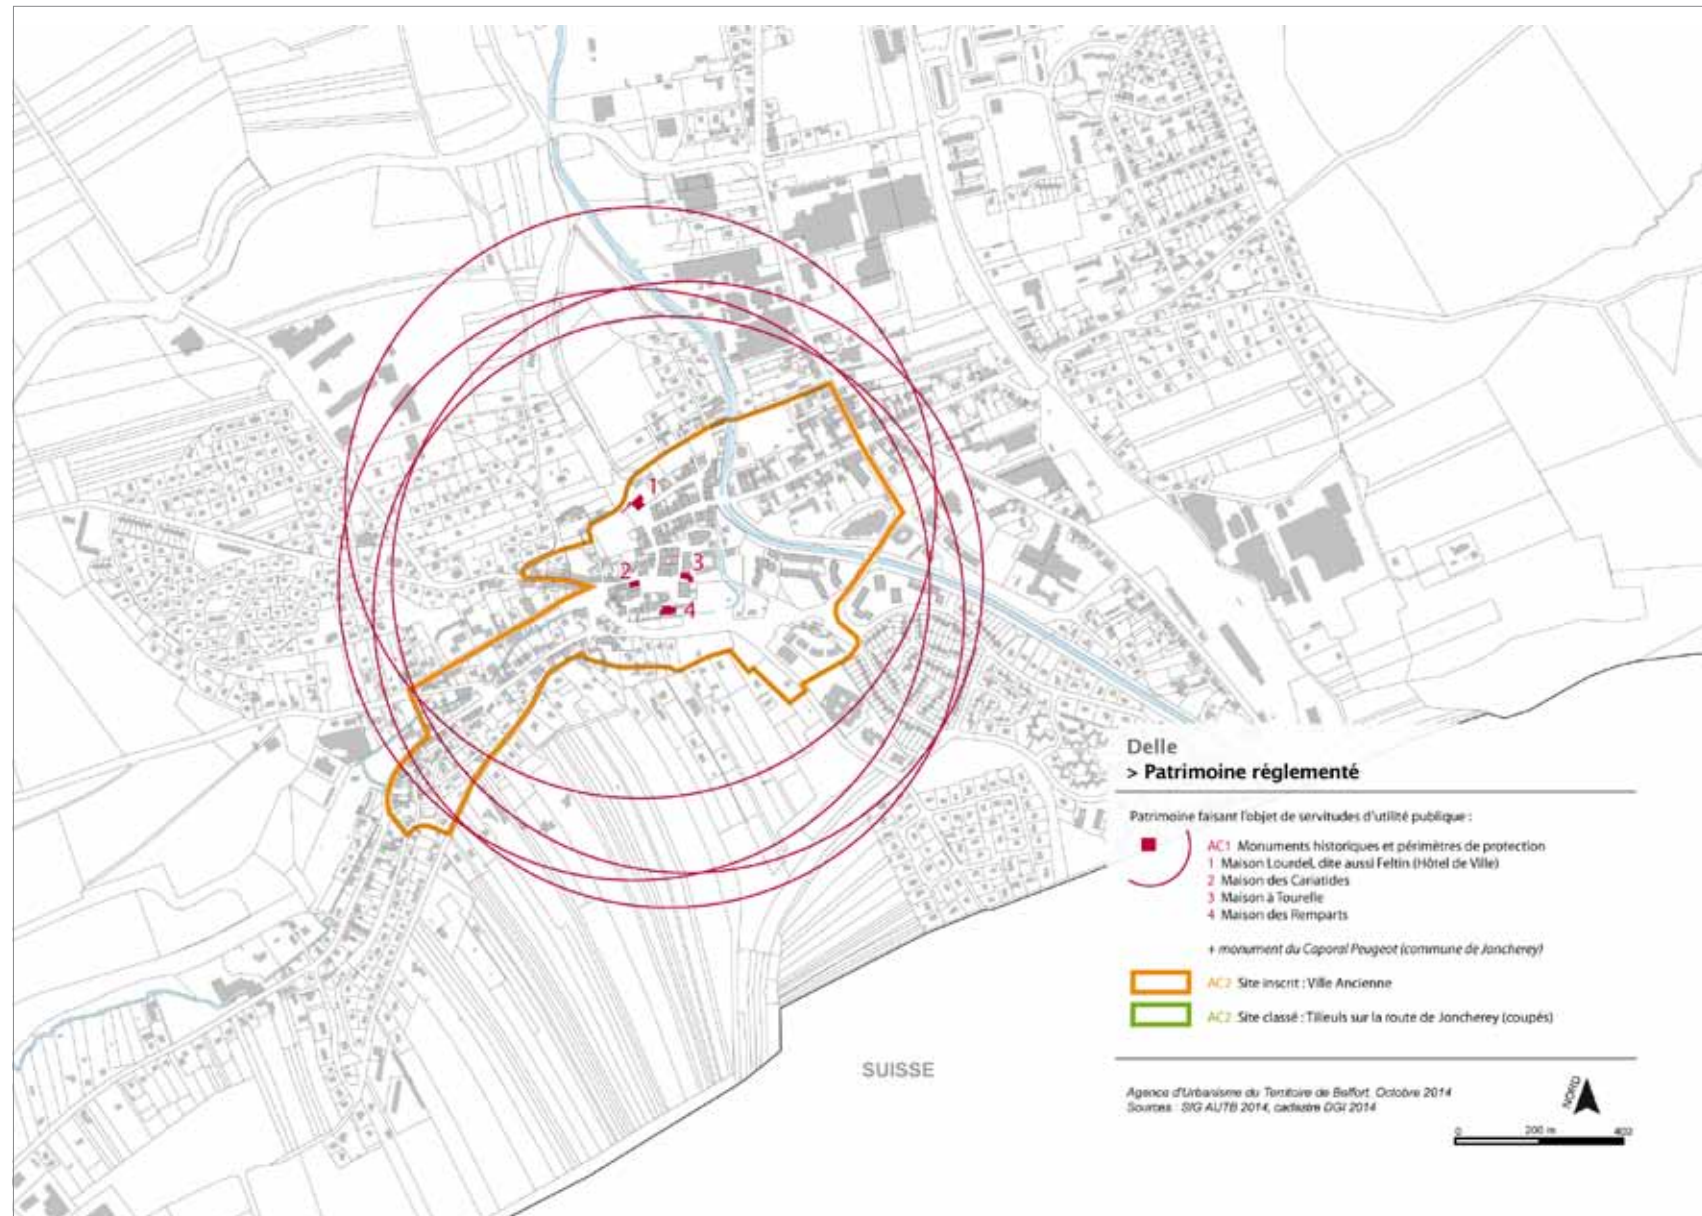 1
2
3
4
SUISSE
Delle
> Patrimoine règlementé
Patrimoine faisant l'objet de servitudes d'utilité publique :
AC1 Monuments historiques et périmètres de protection
1 Maison Lourdel, dite aussi Feltin (Hôtel de Ville)
2 Maison des Cariatides
3 Maison à Tourelle
4 Maison des Remparts
+ monument du Caporal Peugeot (commune de Joncherey)
AC2 Site inscrit : Ville Ancienne
AC2 Site classé : Tilleuls sur la route de Joncherey (coupés)
Agence d'Urbanisme du Territoire de Belfort, Octobre 2014
Sources : SIG AUTB 2014, cadastre DGI 2014
NORD
0 200 m 400